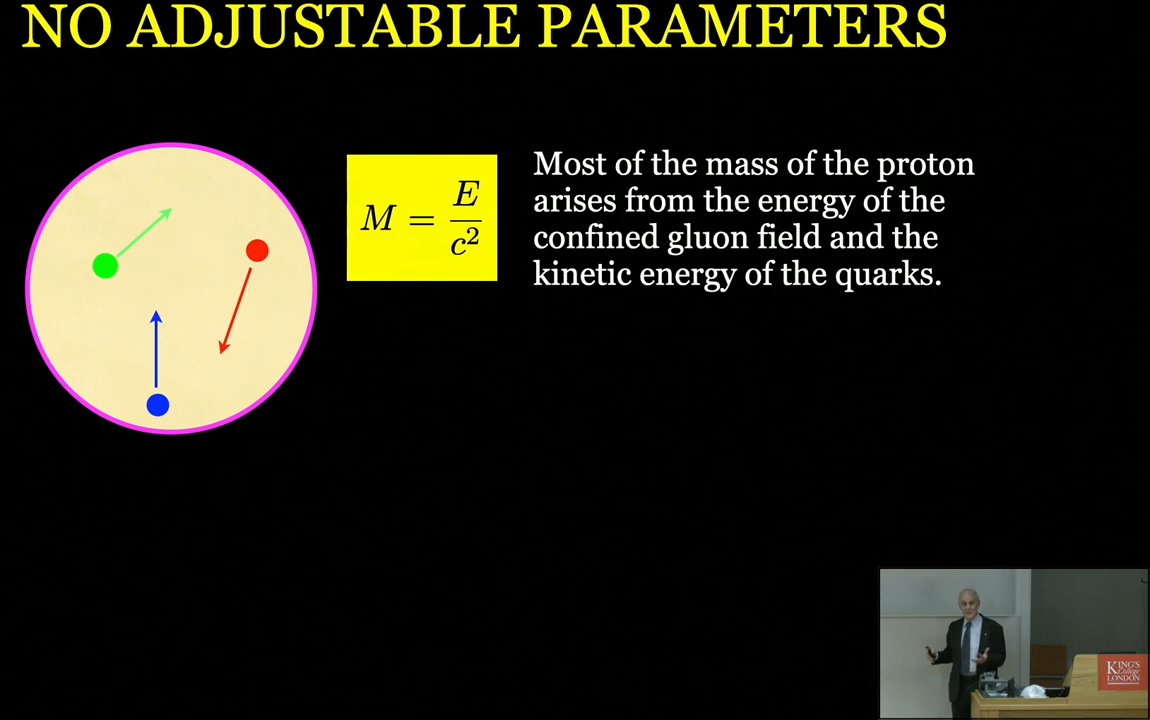 NO ADJUSTABLE PARAMETERS
M = E/c²
Most of the mass of the proton
arises from the energy of the
confined gluon field and the
kinetic energy of the quarks.
KING'S
College
LONDON